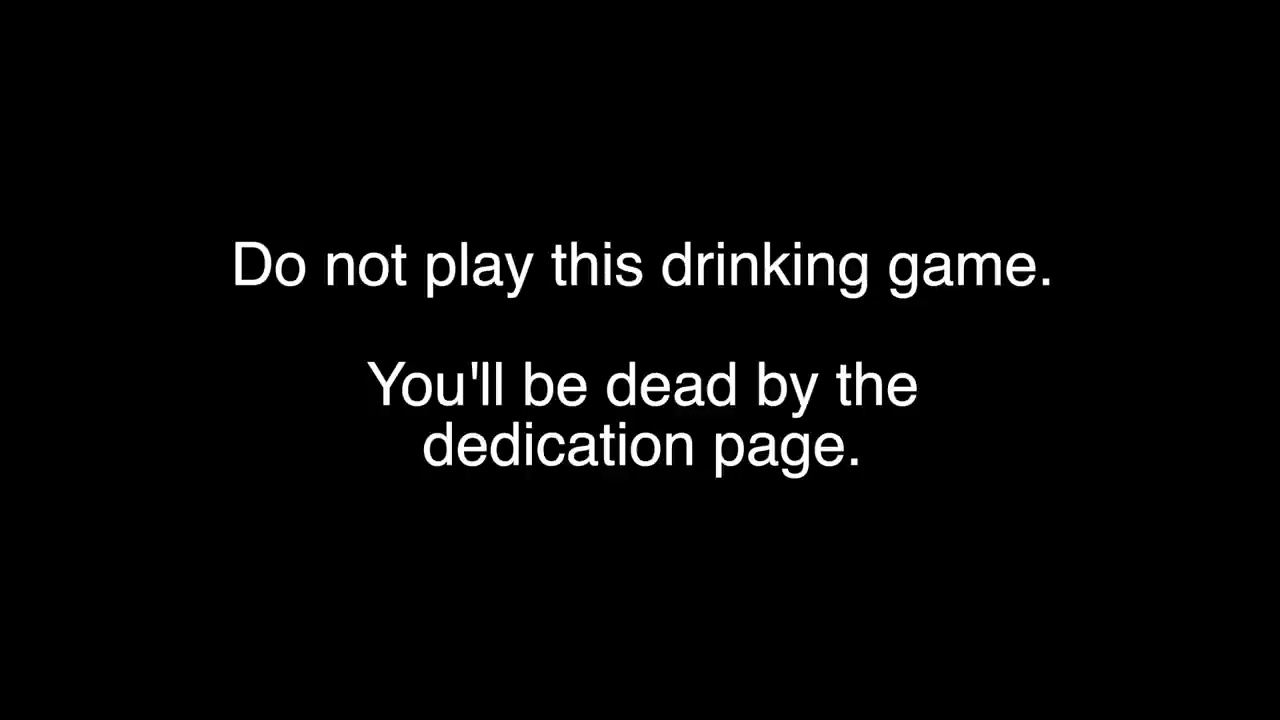 Do not play this drinking game.
You'll be dead by the
dedication page.